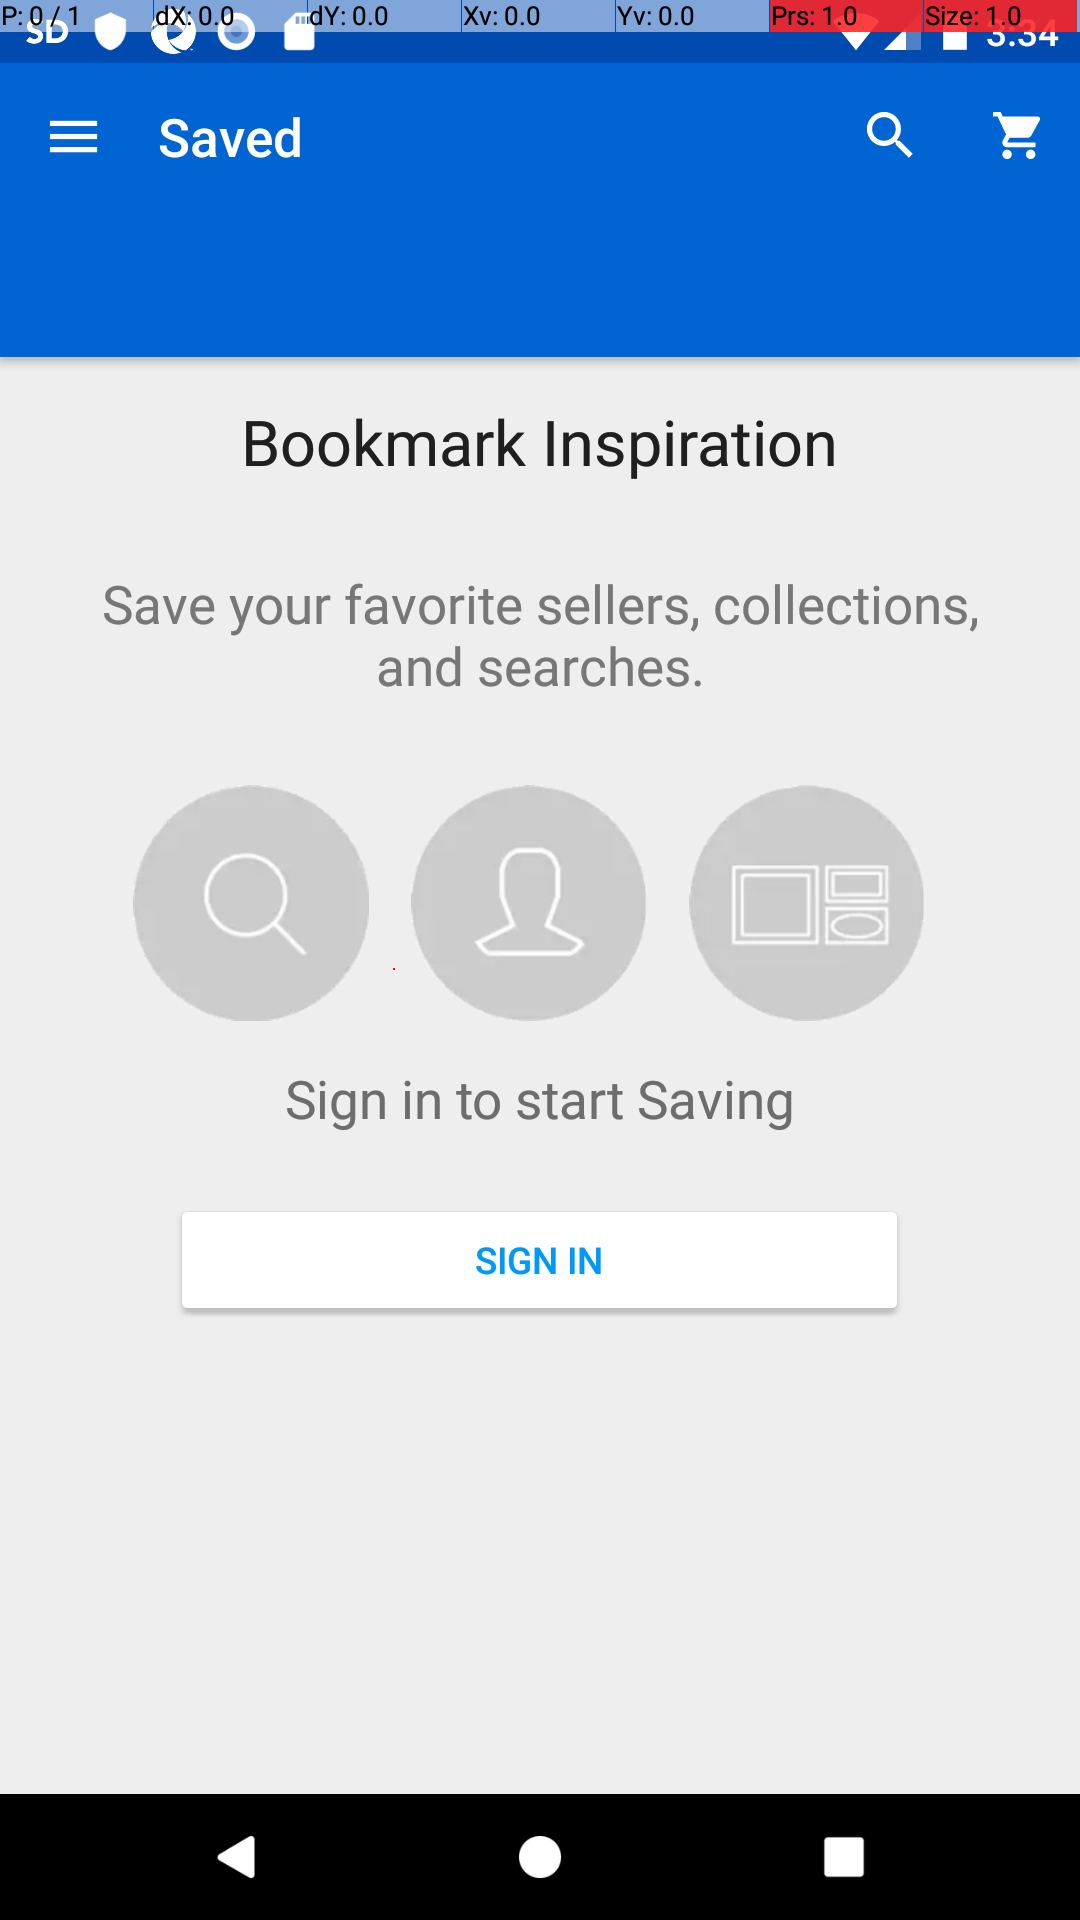 P: 0 / 1 dX: 0.0 dY: 0.0 Xv: 0.0 Yv: 0.0 Prs: 1.0 Size: 1.0
SD 3:34
Saved
Bookmark Inspiration
Save your favorite sellers, collections,
and searches.
Sign in to start Saving
SIGN IN